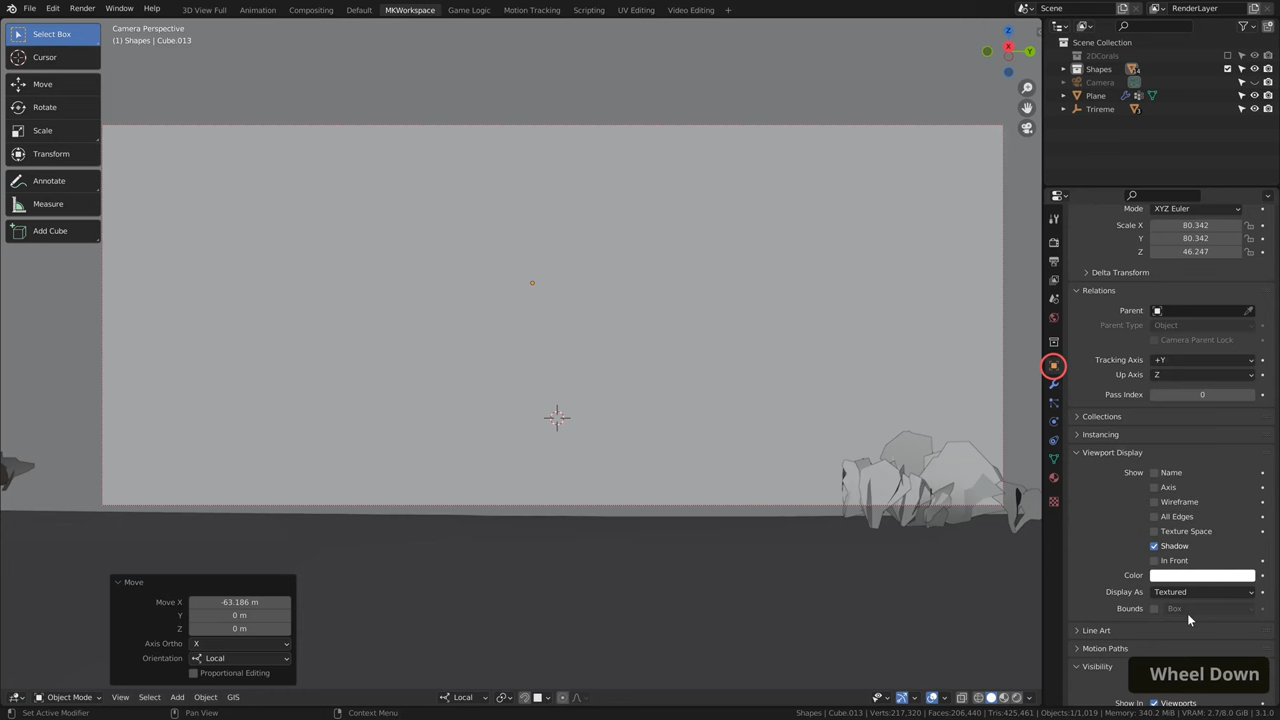 File Edit Render Window Help 3D View Full Animation Compositing Default MKWorkspace Game Logic Motion Tracking Scripting UV Editing Video Editing + Scene RenderLayer
Select Box
Cursor
Move
Rotate
Scale
Transform
Annotate
Measure
Add Cube
Camera Perspective
(1) Shapes | Cube.013
Z
X
Y
Scene Collection
2DCorals
Shapes 14
Camera
Plane
Trireme 3
Mode XYZ Euler
Scale X 80.342
Y 80.342
Z 46.247
Delta Transform
Relations
Parent
Parent Type Object
Camera Parent Lock
Tracking Axis +Y
Up Axis Z
Pass Index 0
Collections
Instancing
Viewport Display
Show Name
Axis
Wireframe
All Edges
Texture Space
Shadow
In Front
Color
Display As Textured
Bounds Box
Line Art
Motion Paths
Visibility
Show In Viewports
Wheel Down
Move
Move X -63.186 m
Y 0 m
Z 0 m
Axis Ortho X
Orientation Local
Proportional Editing
Object Mode View Select Add Object GIS Local
Set Active Modifier Pan View Context Menu Shapes | Cube.013 | Verts:217,320 | Faces:206,440 | Tris:425,461 | Objects:1/1,019 | Memory: 340.2 MiB | VRAM: 2.7/8.0 GiB | 3.1.0